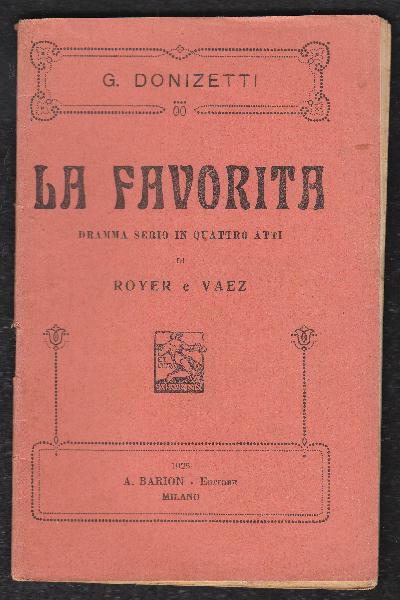 G. DONIZETTI
LA FAVORITA
DRAMMA SERIO IN QUATTRO ATTI
DI
ROYER e VAEZ
A. BARION - EDITORE
MILANO